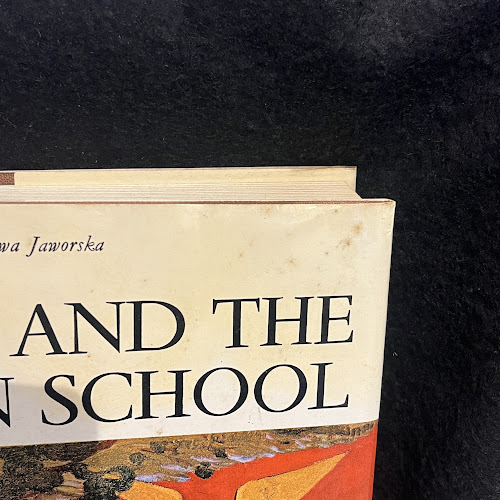 wa Jaworska
AND THE
N SCHOOL